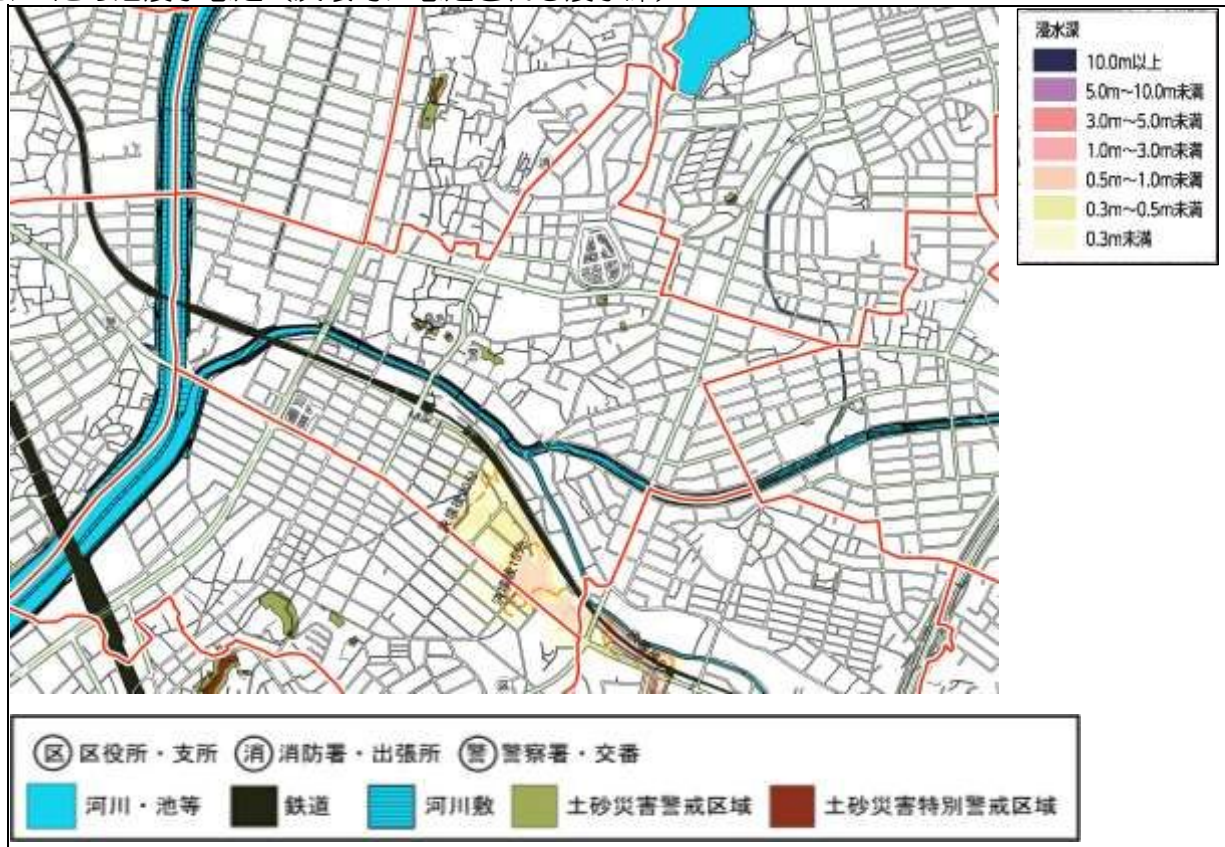 浸水深
10.0m以上
5.0m～10.0m未満
3.0m～5.0m未満
1.0m～3.0m未満
0.5m～1.0m未満
0.3m～0.5m未満
0.3m未満
区 区役所・支所 消 消防署・出張所 警 警察署・交番
河川・池等 鉄道 河川敷 土砂災害警戒区域 土砂災害特別警戒区域